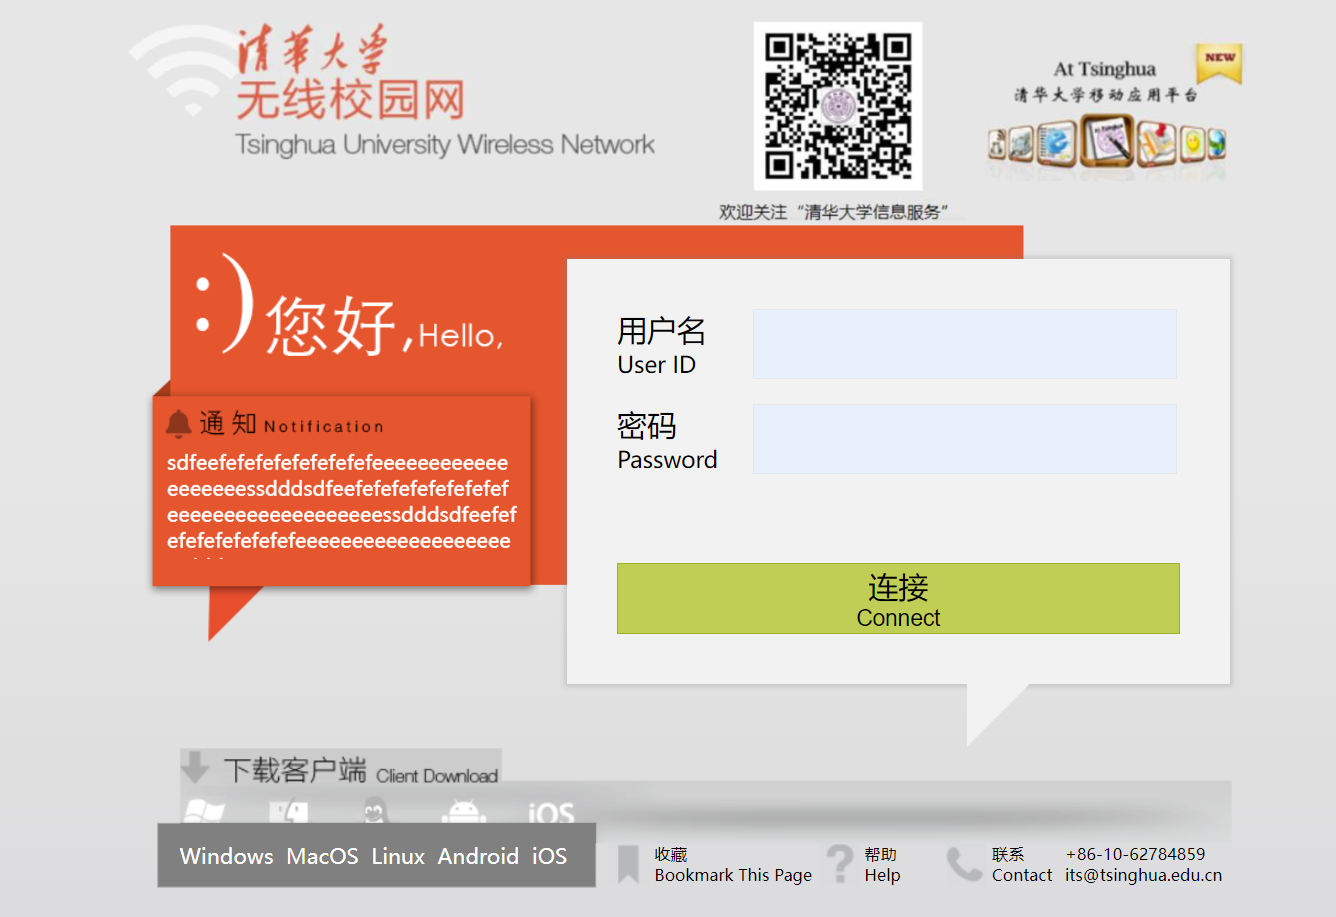 清华大学
无线校园网
Tsinghua University Wireless Network
欢迎关注“清华大学信息服务”
At Tsinghua
NEW
清华大学移动应用平台
:)您好,Hello,
通知 Notification
sdfeefefefefefefefefefeeeeeeeeeeee
eeeeeeessdddsdfeefefefefefefefefef
eeeeeeeeeeeeeeeeeeessdddsdfeefef
efefefefefefefeeeeeeeeeeeeeeeeeee
用户名
User ID
密码
Password
连接
Connect
下载客户端 Client Download
iOS
Windows MacOS Linux Android iOS
收藏
Bookmark This Page
帮助
Help
联系 +86-10-62784859
Contact its@tsinghua.edu.cn